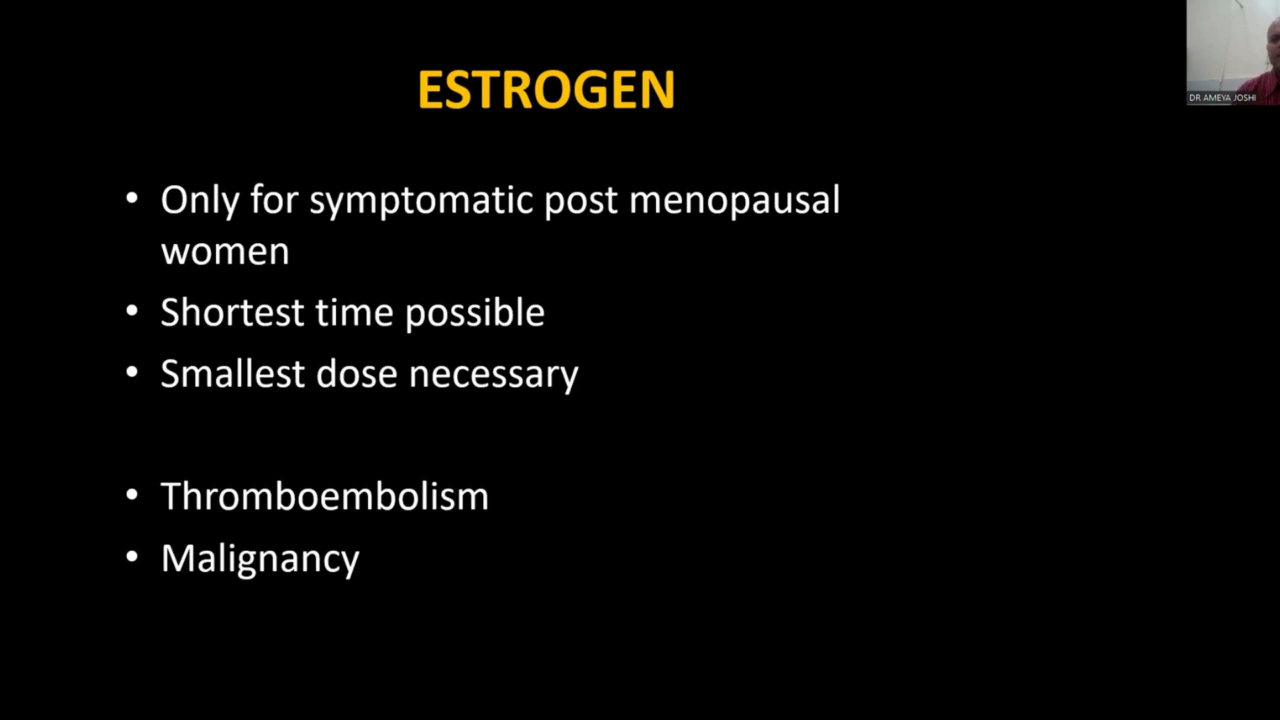 ESTROGEN
DR AMEYA JOSHI
• Only for symptomatic post menopausal
women
• Shortest time possible
• Smallest dose necessary
• Thromboembolism
• Malignancy